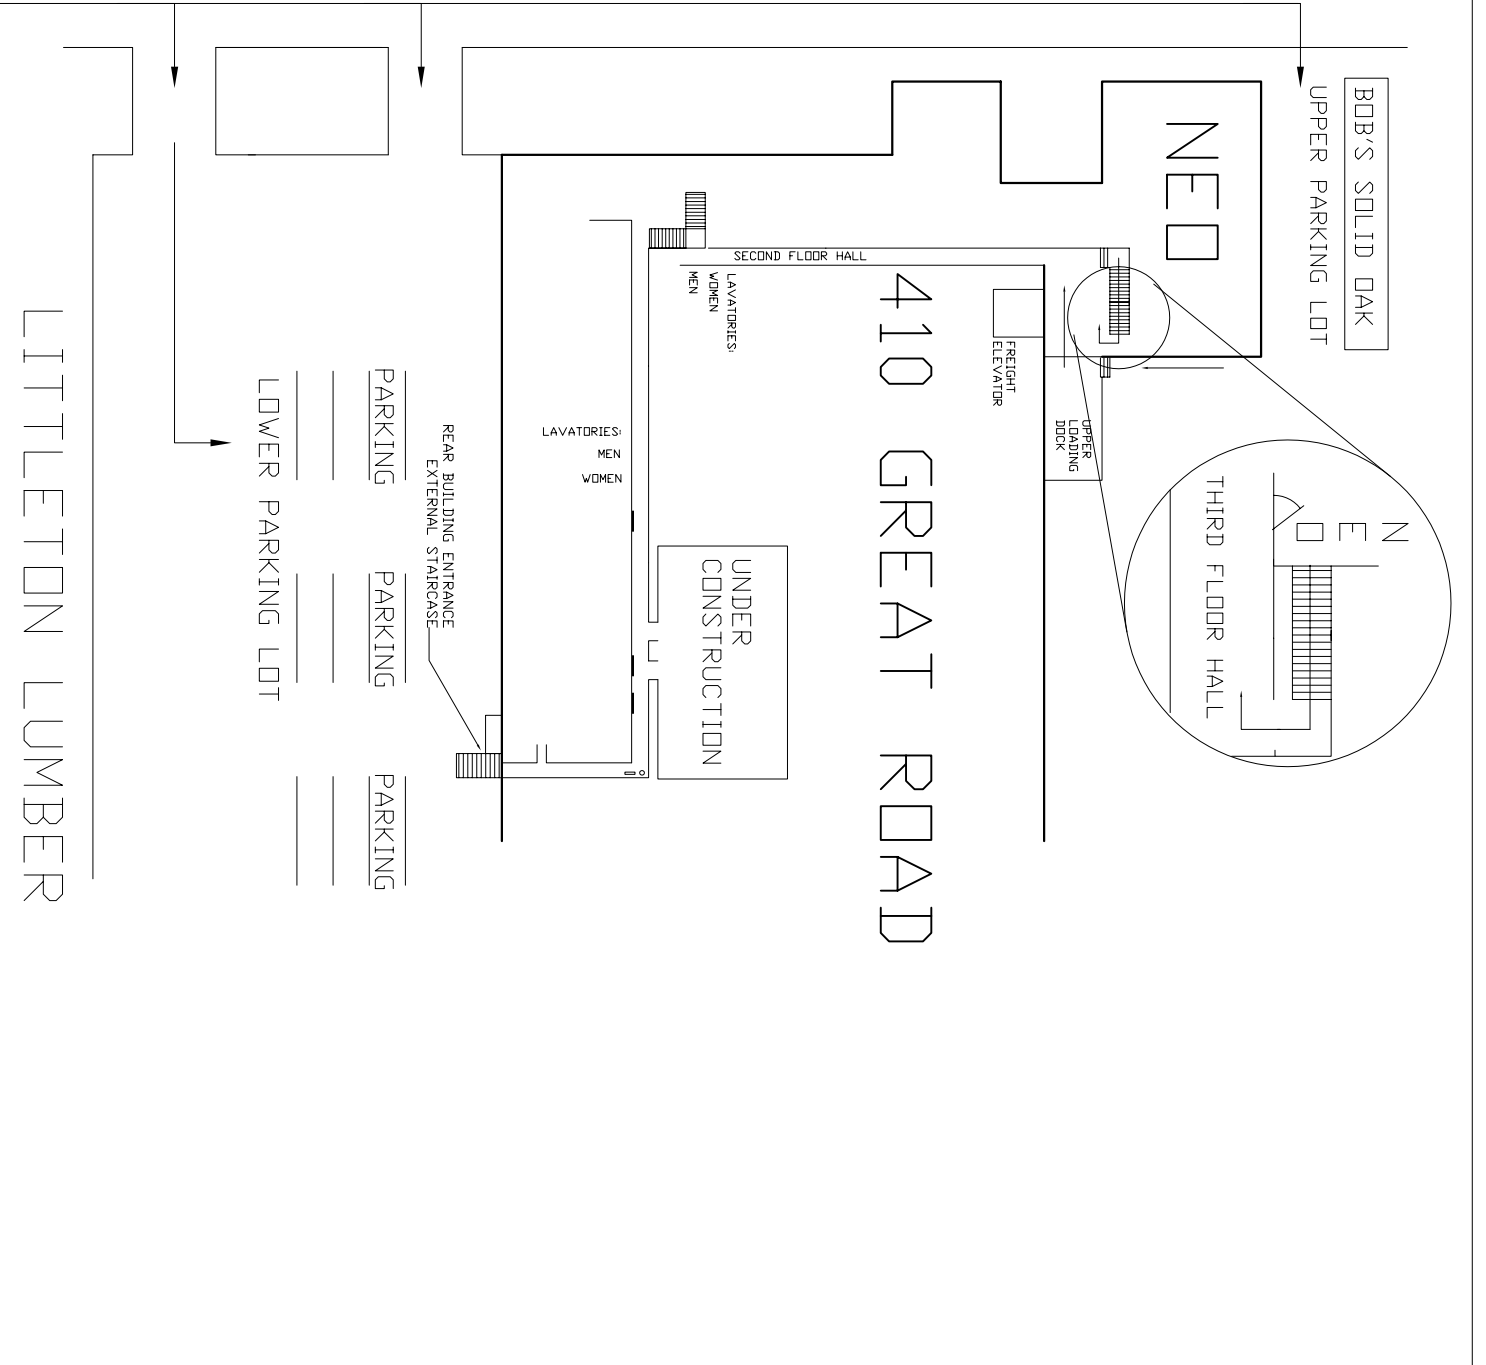 BOB'S SOLID OAK
UPPER PARKING LOT
NEO
N
E
O
THIRD FLOOR HALL
SECOND FLOOR HALL
LAVATORIES:
WOMEN
MEN
FREIGHT
ELEVATOR
UPPER
LOADING
DOCK
410 GREAT ROAD
UNDER
CONSTRUCTION
LAVATORIES:
MEN
WOMEN
REAR BUILDING ENTRANCE
EXTERNAL STAIRCASE
PARKING
PARKING
PARKING
LOWER PARKING LOT
LITTLETON LUMBER